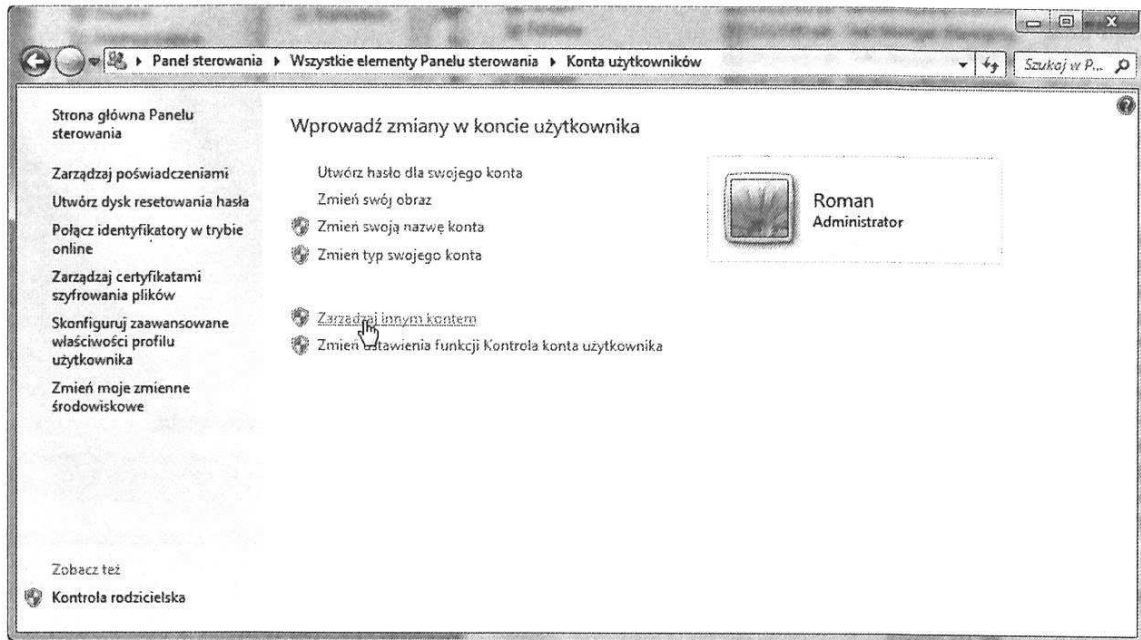 Panel sterowania ▸ Wszystkie elementy Panelu sterowania ▸ Konta użytkowników
Szukaj w P...
Strona główna Panelu
sterowania
Zarządzaj poświadczeniami
Utwórz dysk resetowania hasła
Połącz identyfikatory w trybie
online
Zarządzaj certyfikatami
szyfrowania plików
Skonfiguruj zaawansowane
właściwości profilu
użytkownika
Zmień moje zmienne
środowiskowe
Zobacz też
Kontrola rodzicielska
Wprowadź zmiany w koncie użytkownika
Utwórz hasło dla swojego konta
Zmień swój obraz
Zmień swoją nazwę konta
Zmień typ swojego konta
Zarządzaj innym kontem
Zmień ustawienia funkcji Kontrola konta użytkownika
Roman
Administrator